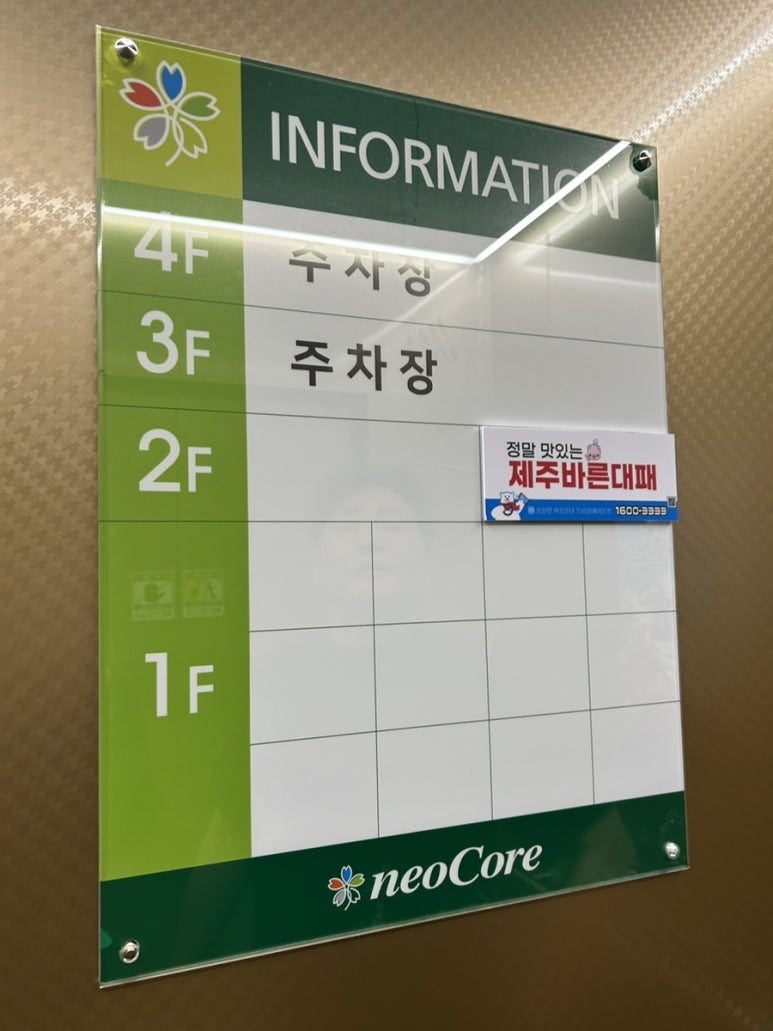 INFORMATION
4F 주차장
3F 주차장
2F
정말 맛있는
제주바른대패
1600-3333
1F
neoCore